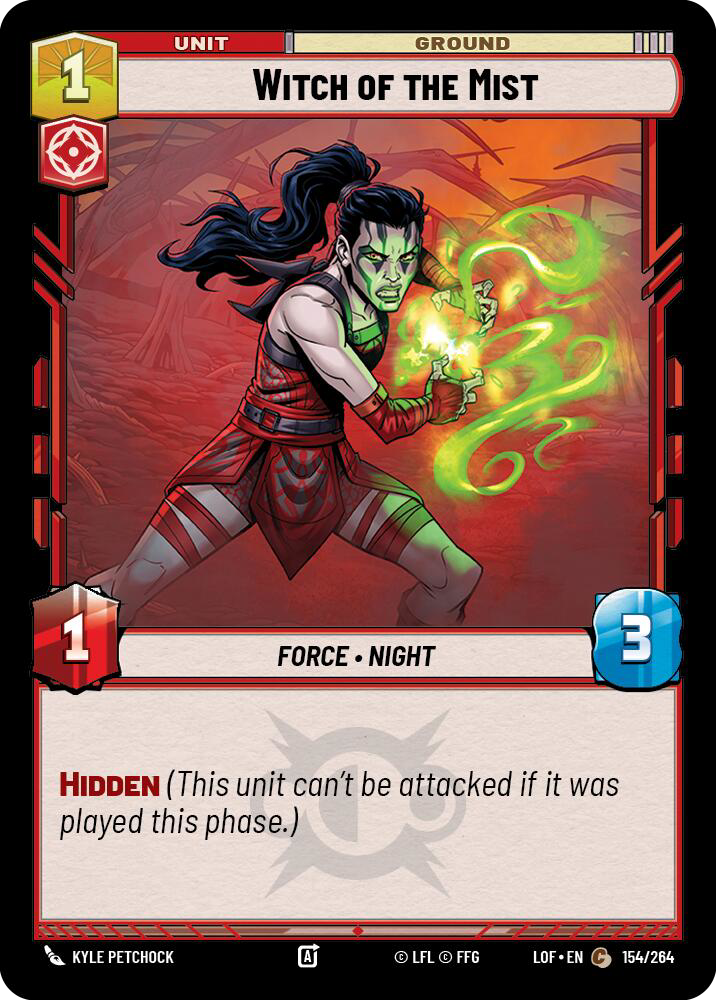 UNIT
GROUND
1
WITCH OF THE MIST
1
FORCE • NIGHT
3
HIDDEN (This unit can't be attacked if it was
played this phase.)
KYLE PETCHOCK
A
© LFL © FFG
LOF • EN
C
154/264